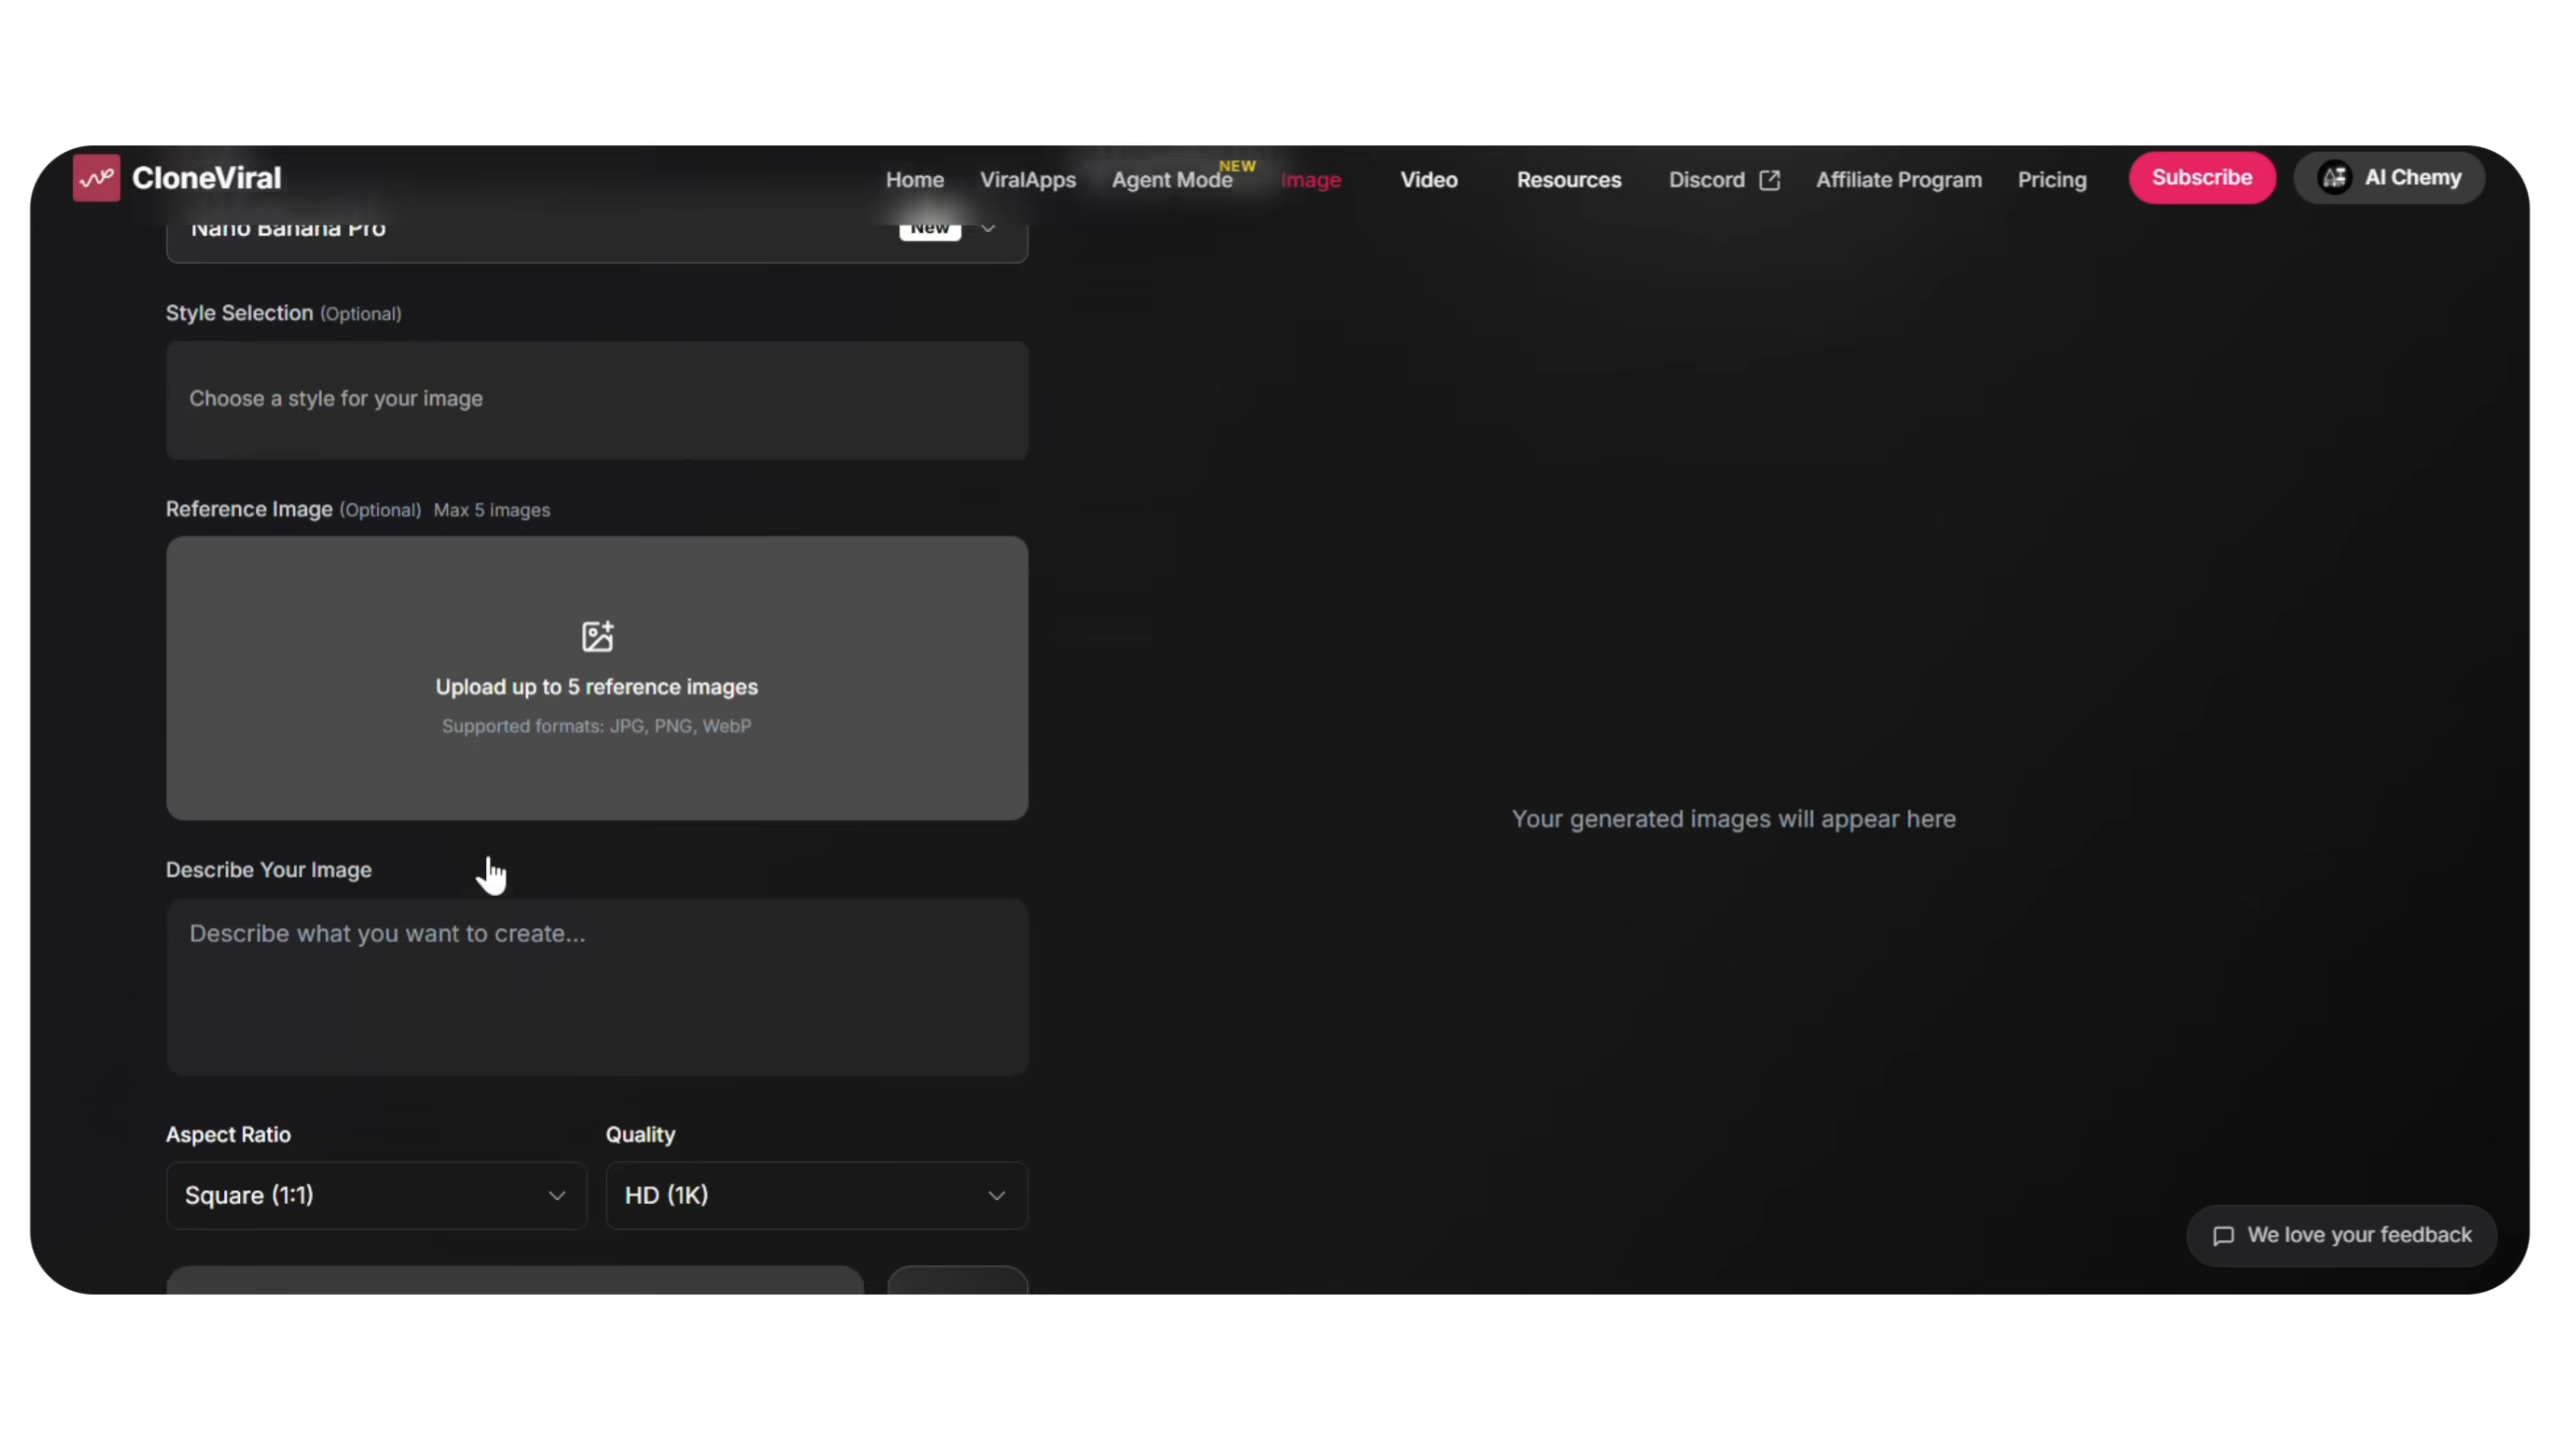 CloneViral
Home ViralApps Agent Mode NEW Image Video Resources Discord Affiliate Program Pricing Subscribe AI Chemy
Nano Banana Pro New
Style Selection (Optional)
Choose a style for your image
Reference Image (Optional) Max 5 images
Upload up to 5 reference images
Supported formats: JPG, PNG, WebP
Your generated images will appear here
Describe Your Image
Describe what you want to create...
Aspect Ratio Quality
Square (1:1) HD (1K)
We love your feedback